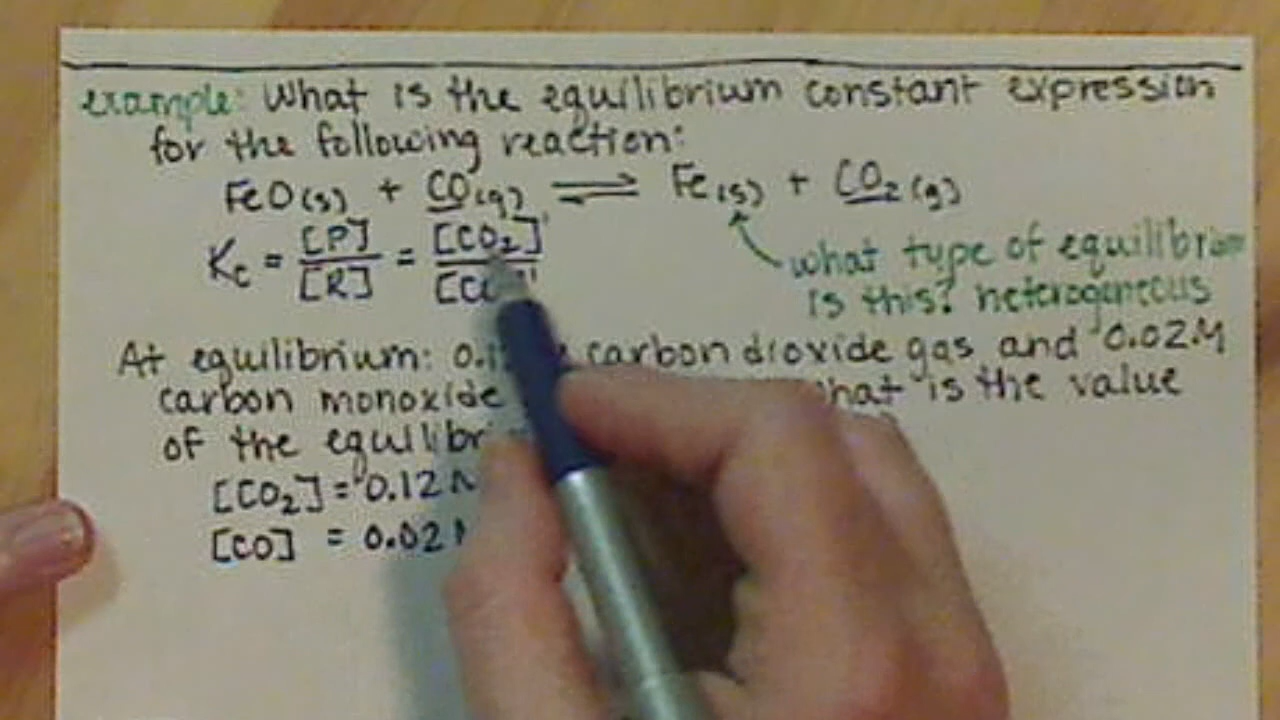 example: What is the equilibrium constant expression
for the following reaction:
FeO(s) + CO(g) ⇌ Fe(s) + CO₂(g)
Kc = [P]/[R] = [CO₂]¹
what type of equilibrium
is this? heterogeneous
At equilibrium: carbon dioxide gas and 0.02M
carbon monoxide is the value
of the
[CO₂] = 0.12
[CO] = 0.02